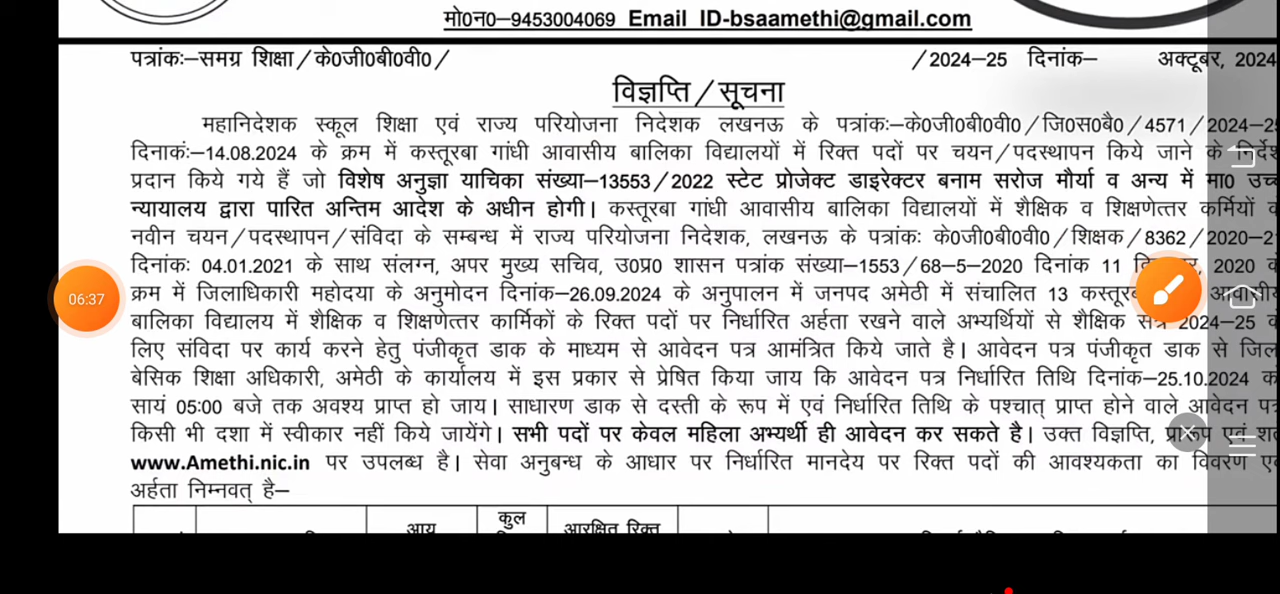 मो0न0–9453004069 Email ID-bsaamethi@gmail.com
पत्रांकः–समग्र शिक्षा/के0जी0बी0वी0/ /2024–25 दिनांक– अक्टूबर, 2024
विज्ञप्ति/सूचना
महानिदेशक स्कूल शिक्षा एवं राज्य परियोजना निदेशक लखनऊ के पत्रांकः–के0जी0बी0वी0/जि0स0बै0/4571/2024–25
दिनाकंः–14.08.2024 के क्रम में कस्तूरबा गांधी आवासीय बालिका विद्यालयों में रिक्त पदों पर चयन/पदस्थापन किये जाने के निर्देश
प्रदान किये गये हैं जो विशेष अनुज्ञा याचिका संख्या–13553/2022 स्टेट प्रोजेक्ट डाइरेक्टर बनाम सरोज मौर्या व अन्य में मा0 उच्च
न्यायालय द्वारा पारित अन्तिम आदेश के अधीन होगी। कस्तूरबा गांधी आवासीय बालिका विद्यालयों में शैक्षिक व शिक्षणेत्तर कर्मियों
नवीन चयन/पदस्थापन/संविदा के सम्बन्ध में राज्य परियोजना निदेशक, लखनऊ के पत्रांकः के0जी0बी0वी0/शिक्षक/8362/2020–2
दिनांकः 04.01.2021 के साथ संलग्न, अपर मुख्य सचिव, उ0प्र0 शासन पत्रांक संख्या–1553/68–5–2020 दिनांक 11 2020
क्रम में जिलाधिकारी महोदया के अनुमोदन दिनांक–26.09.2024 के अनुपालन में जनपद अमेठी में संचालित 13 आवासीय
बालिका विद्यालय में शैक्षिक व शिक्षणेत्तर कार्मिकों के रिक्त पदों पर निर्धारित अर्हता रखने वाले अभ्यर्थियों से शैक्षिक सत्र 2024–25
लिए संविदा पर कार्य करने हेतु पंजीकृत डाक के माध्यम से आवेदन पत्र आमंत्रित किये जाते है। आवेदन पत्र पंजीकृत डाक से जिल
बेसिक शिक्षा अधिकारी, अमेठी के कार्यालय में इस प्रकार से प्रेषित किया जाय कि आवेदन पत्र निर्धारित तिथि दिनांक–25.10.2024
सायं 05:00 बजे तक अवश्य प्राप्त हो जाय। साधारण डाक से दस्ती के रूप में एवं निर्धारित तिथि के पश्चात् प्राप्त होने वाले आवेदन पत्र
किसी भी दशा में स्वीकार नहीं किये जायेंगे। सभी पदों पर केवल महिला अभ्यर्थी ही आवेदन कर सकते है। उक्त विज्ञप्ति, प्रारूप एवं
www.Amethi.nic.in पर उपलब्ध है। सेवा अनुबन्ध के आधार पर निर्धारित मानदेय पर रिक्त पदों की आवश्यकता का विवरण एव
अर्हता निम्नवत् है–
आयु कुल आरक्षित रिक्त
06:37